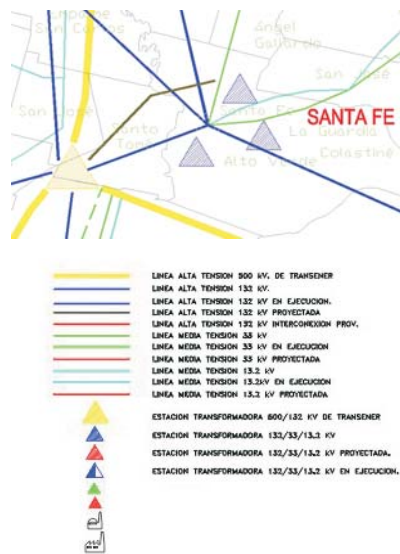 San Carlos
Angel
Gallardo
San José
San José
Santo
Tomé
Santa Fe
SANTA FE
La Guardia
Alto Verde
Colastiné
LINEA ALTA TENSION 500 kV. DE TRANSENER
LINEA ALTA TENSION 132 kV.
LINEA ALTA TENSION 132 kV EN EJECUCION.
LINEA ALTA TENSION 132 kV PROYECTADA
LINEA ALTA TENSION 132 kV INTERCONEXION PROV.
LINEA MEDIA TENSION 33 kV
LINEA MEDIA TENSION 33 kV EN EJECUCION
LINEA MEDIA TENSION 33 kV PROYECTADA
LINEA MEDIA TENSION 13.2 kV
LINEA MEDIA TENSION 13.2kV EN EJECUCION
LINEA MEDIA TENSION 13.2 kV PROYECTADA
ESTACION TRANSFORMADORA 500/132 KV DE TRANSENER
ESTACION TRANSFORMADORA 132/33/13.2 KV
ESTACION TRANSFORMADORA 132/33/13.2 KV PROYECTADA.
ESTACION TRANSFORMADORA 132/33/13.2 KV EN EJECUCION.